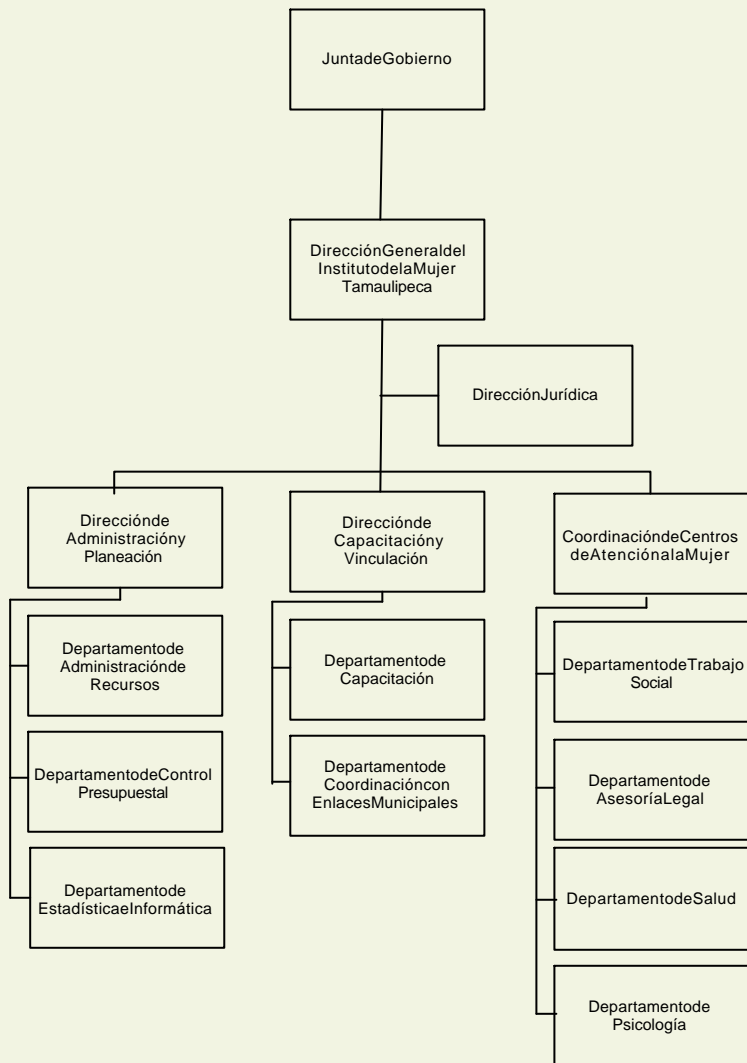 JuntadeGobierno
DirecciónGeneraldel
InstitutodelaMujer
Tamaulipeca
DirecciónJurídica
Direcciónde
Administracióny
Planeación
Direcciónde
Capacitacióny
Vinculación
CoordinacióndeCentros
deAtenciónalaMujer
Departamentode
Administraciónde
Recursos
DepartamentodeControl
Presupuestal
Departamentode
EstadísticaeInformática
Departamentode
Capacitación
Departamentode
Coordinacióncon
EnlacesMunicipales
DepartamentodeTrabajo
Social
Departamentode
AsesoríaLegal
DepartamentodeSalud
Departamentode
Psicología